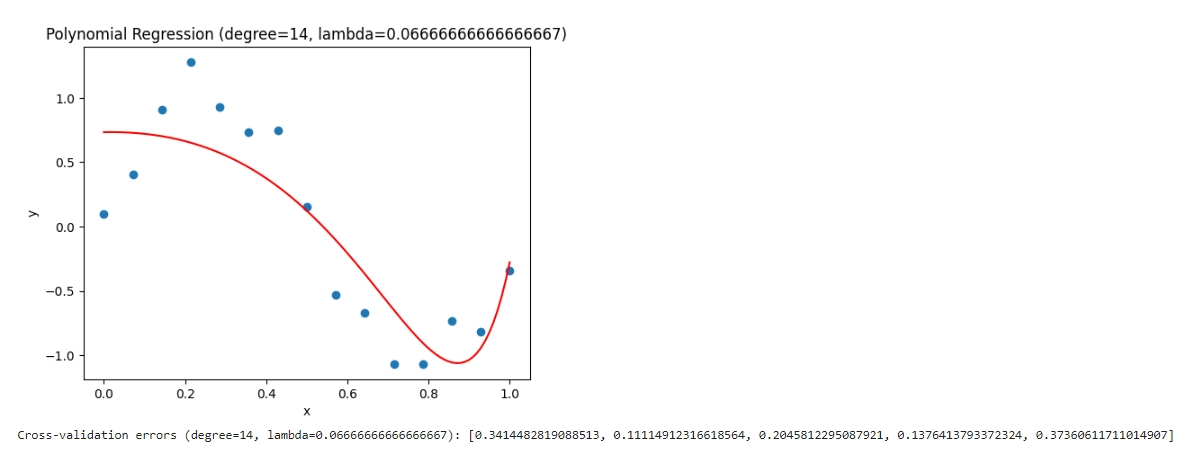 Polynomial Regression (degree=14, lambda=0.06666666666666667)
1.0
0.5
0.0
−0.5
−1.0
y
0.0 0.2 0.4 0.6 0.8 1.0
x
Cross-validation errors (degree=14, lambda=0.06666666666666667): [0.3414482819088513, 0.11114912316618564, 0.2045812295087921, 0.1376413793372324, 0.37360611711014907]